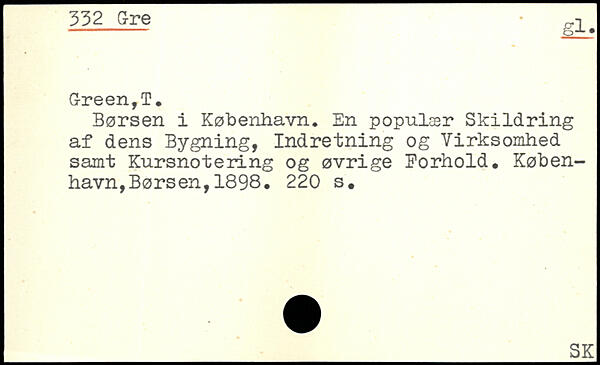 332 Gre
gl.
Green,T.
Børsen i København. En populær Skildring
af dens Bygning, Indretning og Virksomhed
samt Kursnotering og øvrige Forhold. Køben-
havn,Børsen,1898. 220 s.
SK